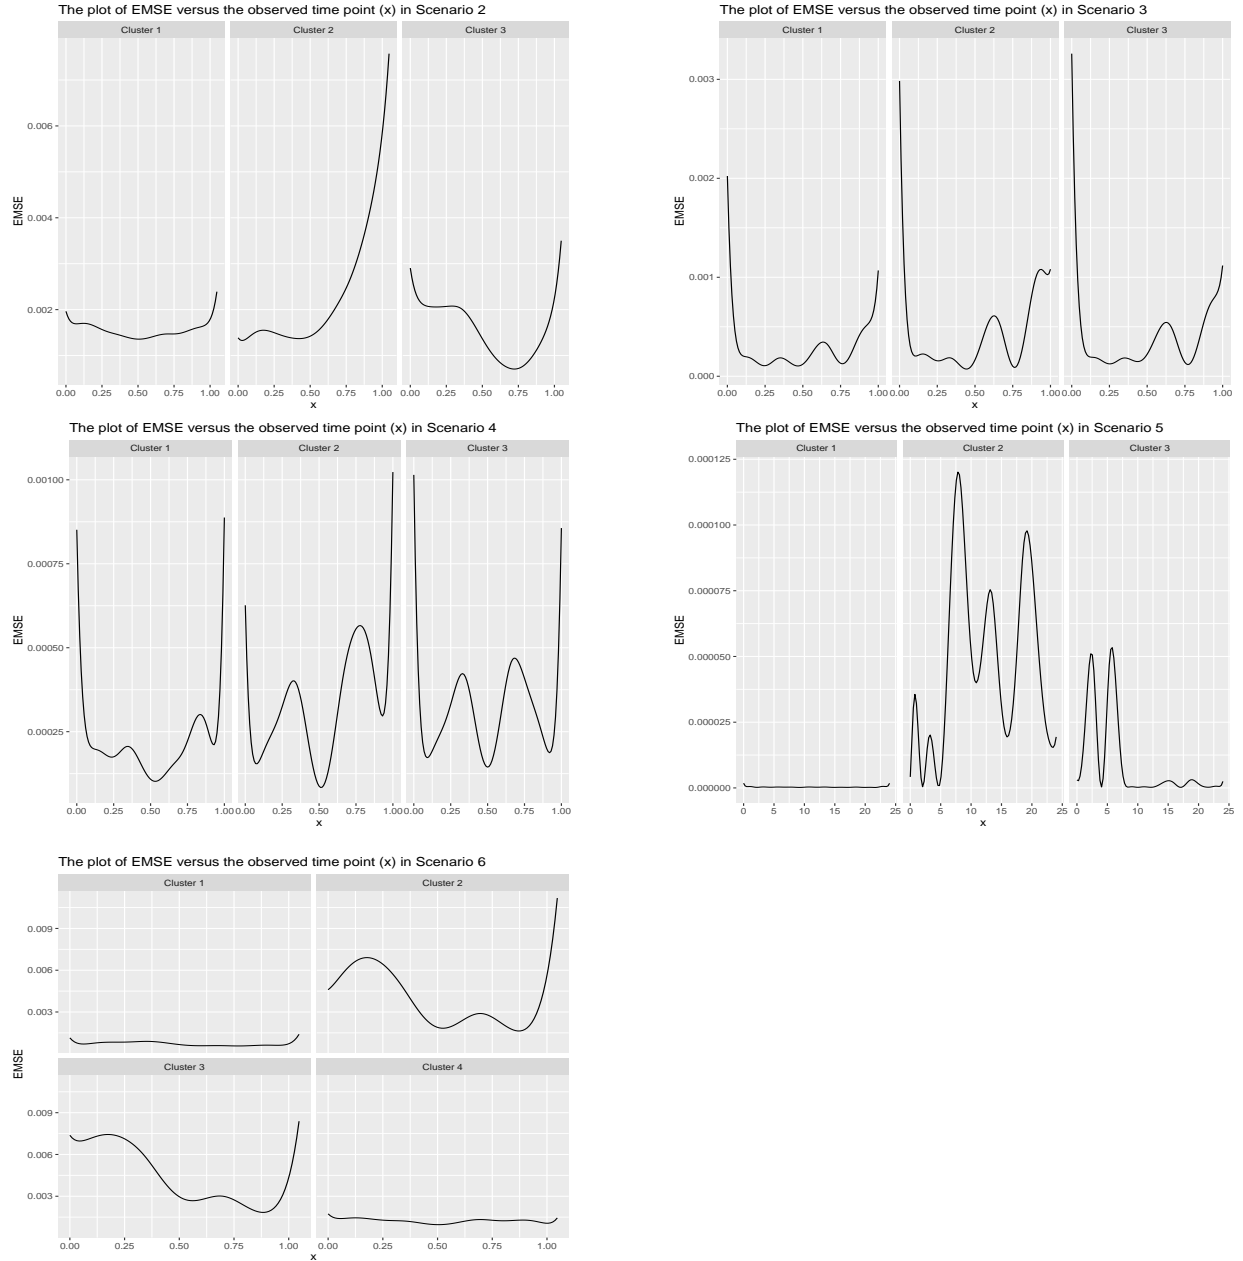 The plot of EMSE versus the observed time point (x) in Scenario 2
Cluster 1 Cluster 2 Cluster 3
0.006
0.004
0.002
EMSE
0.00 0.25 0.50 0.75 1.00 0.00 0.25 0.50 0.75 1.00 0.00 0.25 0.50 0.75 1.00
x
The plot of EMSE versus the observed time point (x) in Scenario 3
Cluster 1 Cluster 2 Cluster 3
0.003
0.002
0.001
0.000
EMSE
0.00 0.25 0.50 0.75 1.00 0.00 0.25 0.50 0.75 1.00 0.00 0.25 0.50 0.75 1.00
x
The plot of EMSE versus the observed time point (x) in Scenario 4
Cluster 1 Cluster 2 Cluster 3
0.00100
0.00075
0.00050
0.00025
EMSE
0.00 0.25 0.50 0.75 1.00 0.00 0.25 0.50 0.75 1.00 0.00 0.25 0.50 0.75 1.00
x
The plot of EMSE versus the observed time point (x) in Scenario 5
Cluster 1 Cluster 2 Cluster 3
0.000125
0.000100
0.000075
0.000050
0.000025
0.000000
EMSE
0 5 10 15 20 25 0 5 10 15 20 25 0 5 10 15 20 25
x
The plot of EMSE versus the observed time point (x) in Scenario 6
Cluster 1 Cluster 2
0.009
0.006
0.003
EMSE
Cluster 3 Cluster 4
0.009
0.006
0.003
0.00 0.25 0.50 0.75 1.00 0.00 0.25 0.50 0.75 1.00
x